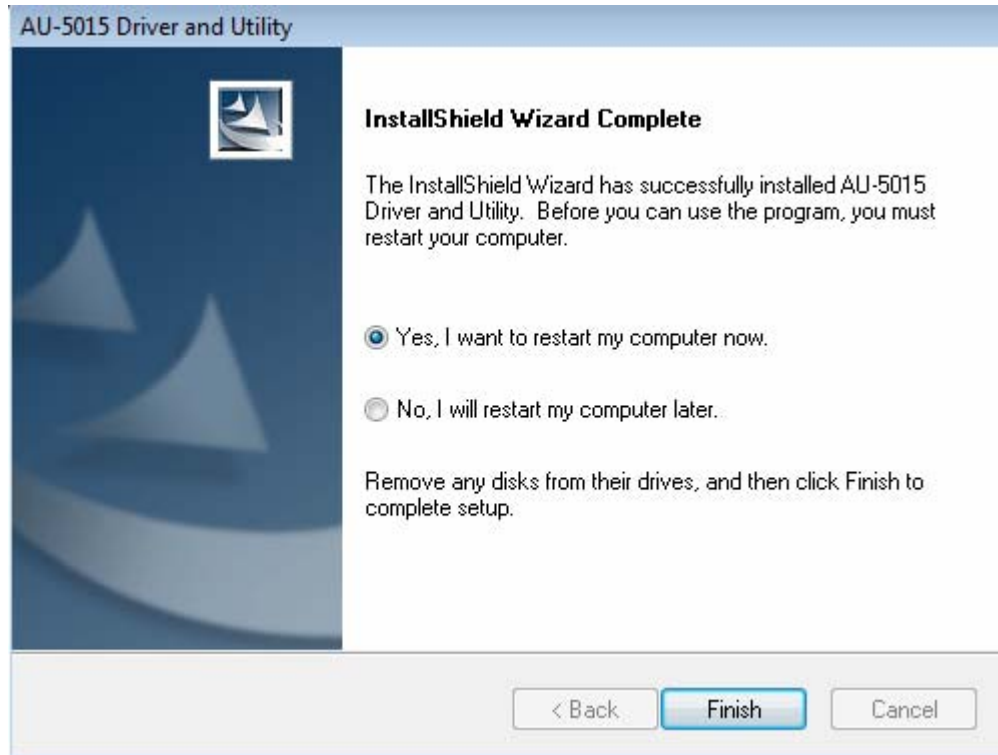 AU-5015 Driver and Utility
InstallShield Wizard Complete
The InstallShield Wizard has successfully installed AU-5015
Driver and Utility. Before you can use the program, you must
restart your computer.
Yes, I want to restart my computer now.
No, I will restart my computer later.
Remove any disks from their drives, and then click Finish to
complete setup.
< Back Finish Cancel